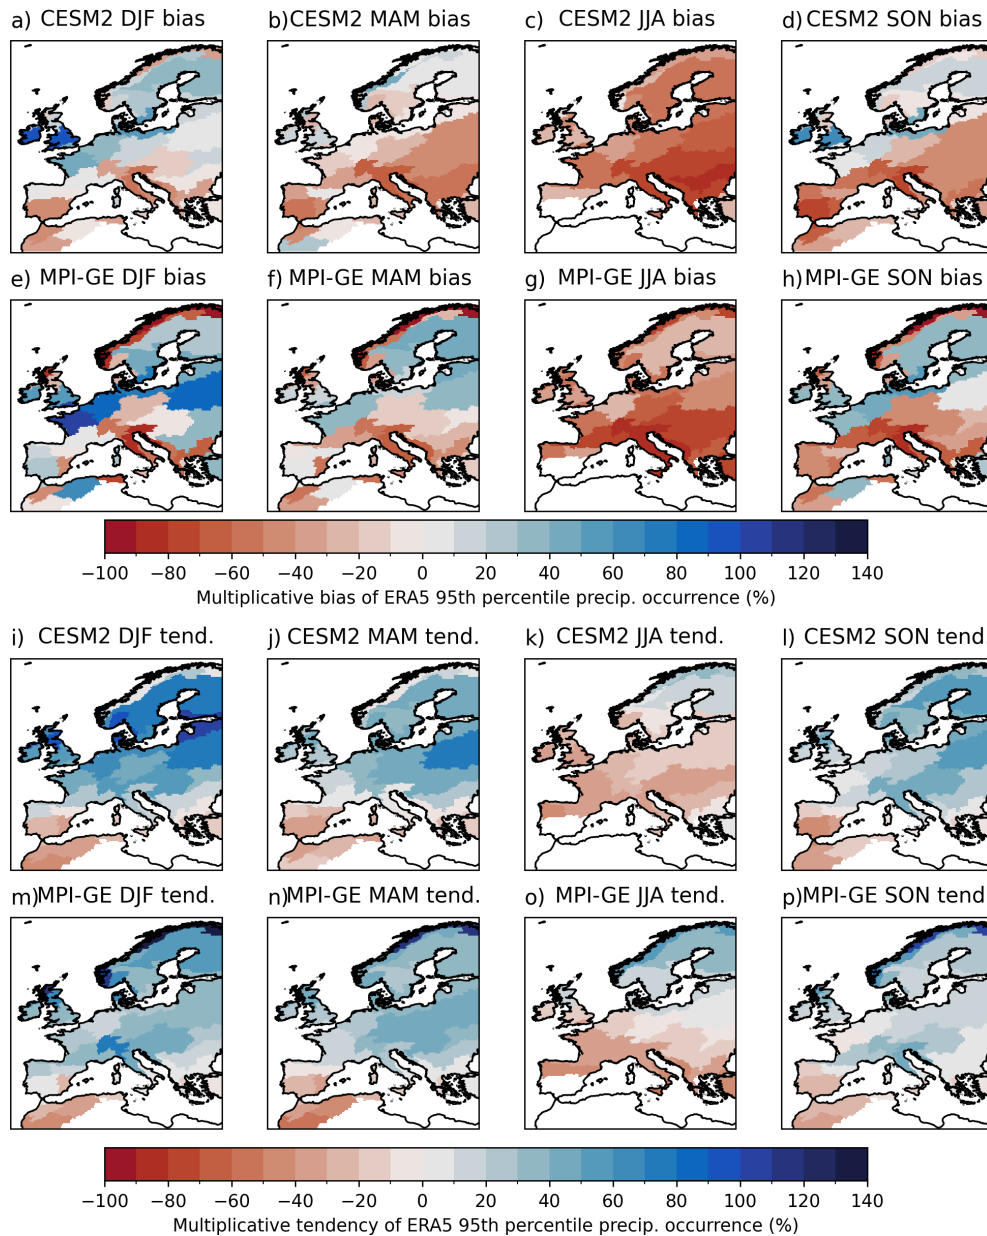 a) CESM2 DJF bias
b) CESM2 MAM bias
c) CESM2 JJA bias
d) CESM2 SON bias
e) MPI-GE DJF bias
f) MPI-GE MAM bias
g) MPI-GE JJA bias
h) MPI-GE SON bias
−100 −80 −60 −40 −20 0 20 40 60 80 100 120 140
Multiplicative bias of ERA5 95th percentile precip. occurrence (%)
i) CESM2 DJF tend.
j) CESM2 MAM tend.
k) CESM2 JJA tend.
l) CESM2 SON tend
m) MPI-GE DJF tend.
n) MPI-GE MAM tend.
o) MPI-GE JJA tend.
p) MPI-GE SON tend
−100 −80 −60 −40 −20 0 20 40 60 80 100 120 140
Multiplicative tendency of ERA5 95th percentile precip. occurrence (%)